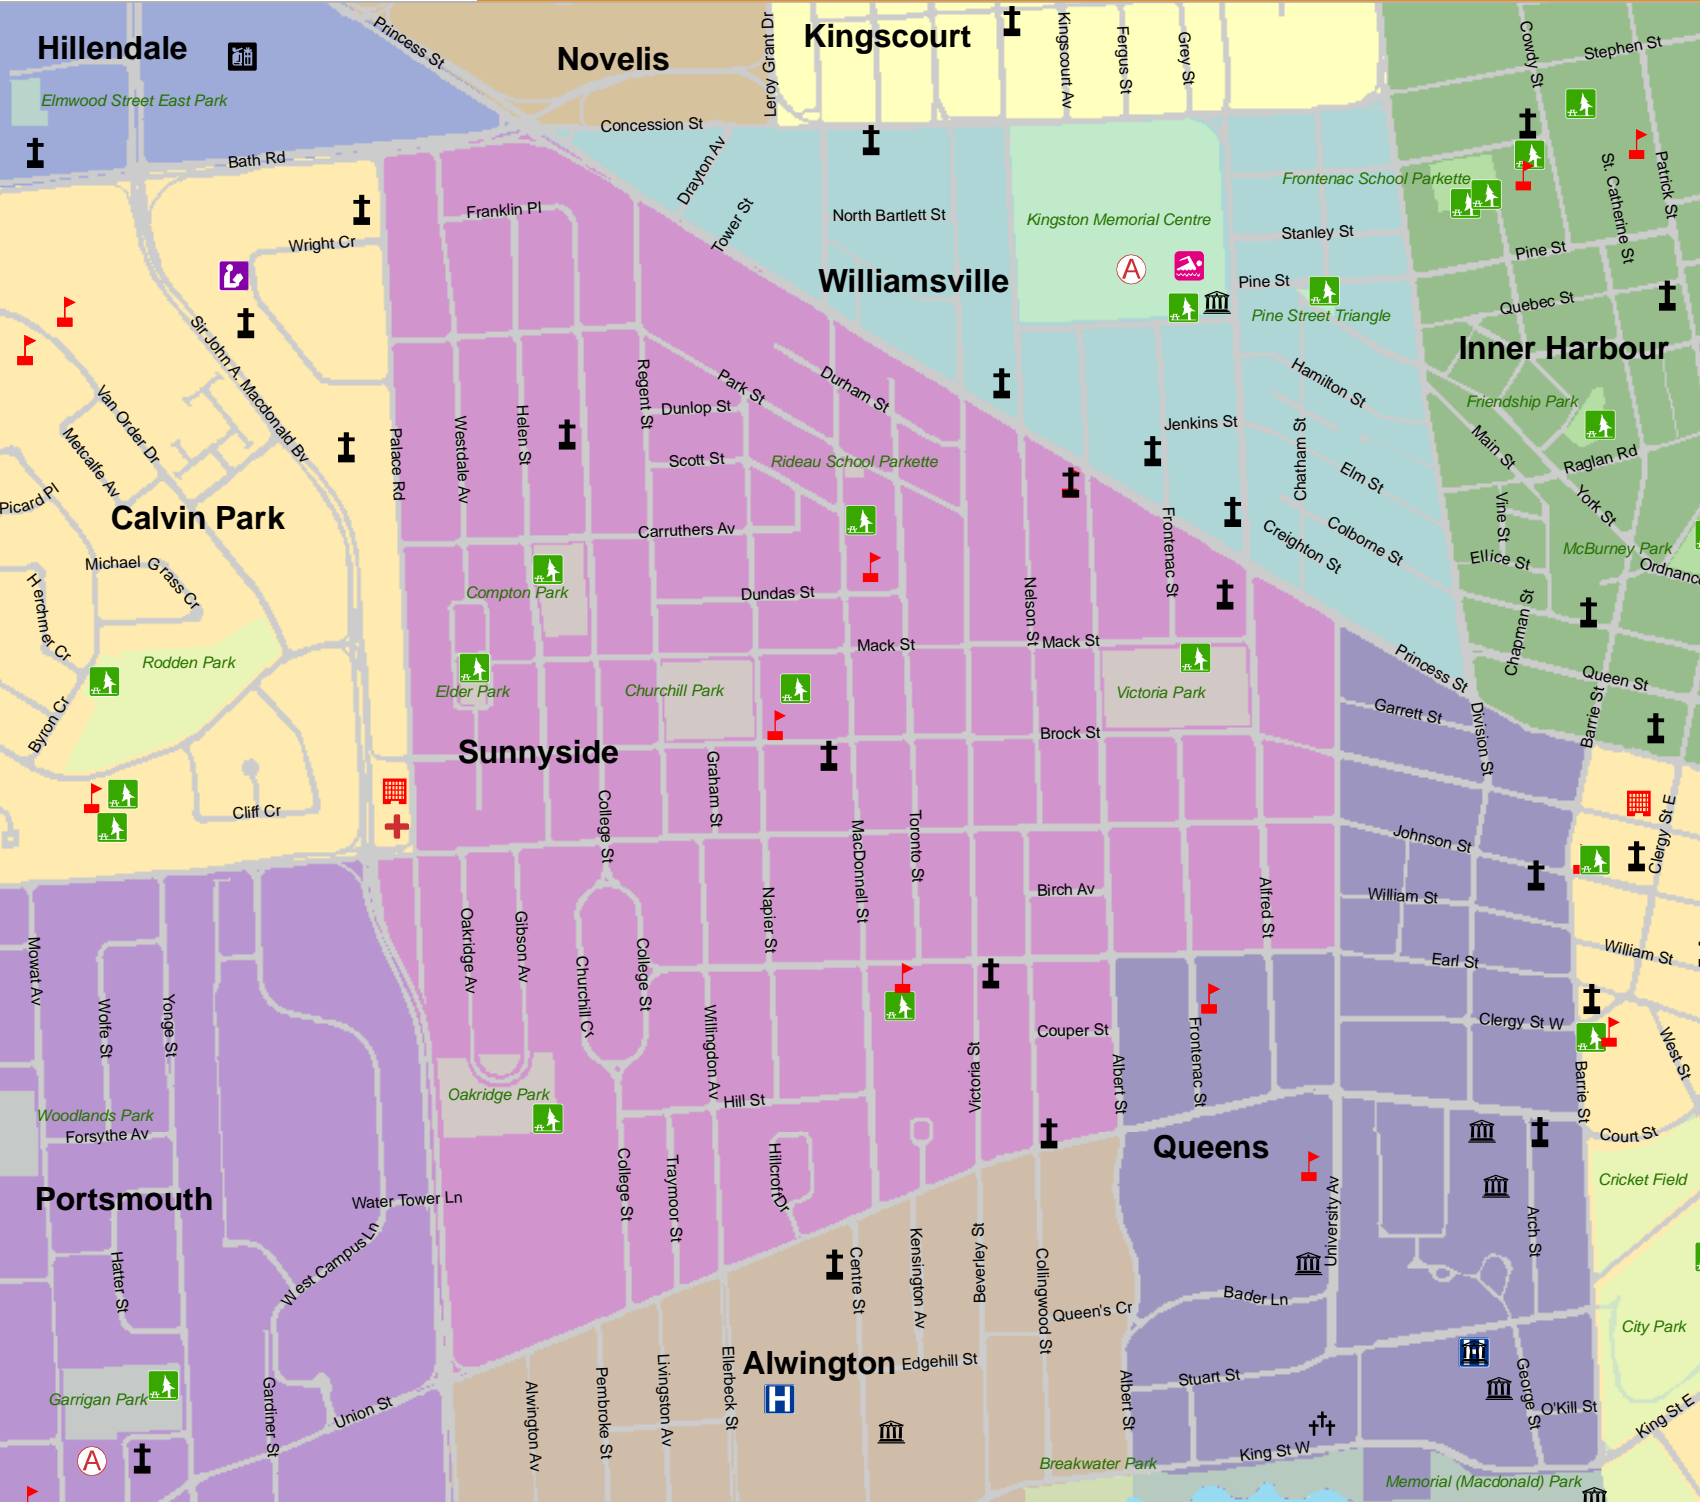 Hillendale
Princess St
Novelis
Leroy Grant Dr
Kingscourt
Kingscourt Av
Fergus St
Grey St
Cowdy St
Stephen St
Elmwood Street East Park
Concession St
Bath Rd
Drayton Av
Frontenac School Parkette
St. Catherine St
Patrick St
Franklin Pl
Tower St
North Bartlett St
Kingston Memorial Centre
Stanley St
Wright Cr
Pine St
Williamsville
A
Pine St
Quebec St
Pine Street Triangle
Sir John A. Macdonald Bv
Inner Harbour
Van Order Dr
Regent St
Park St
Durham St
Hamilton St
Dunlop St
Friendship Park
Metcalfe Av
Palace Rd
Westdale Av
Helen St
Jenkins St
Chatham St
Main St
Scott St
Rideau School Parkette
Raglan Rd
Elm St
Picard Pl
Calvin Park
York St
Vine St
Carruthers Av
Frontenac St
Creighton St
Colborne St
McBurney Park
Michael Grass Cr
Ellice St
Ordnanc
Herchmer Cr
Compton Park
Dundas St
Nelson St
Chapman St
Mack St
Mack St
Rodden Park
Princess St
Queen St
Elder Park
Churchill Park
Victoria Park
Byron Cr
Garrett St
Division St
Barrie St
Sunnyside
Brock St
Graham St
College St
Cliff Cr
MacDonnell St
Toronto St
Johnson St
Clergy St E
Birch Av
Alfred St
William St
Oakridge Av
Gibson Av
Napier St
Mowat Av
College St
Churchill Ct
Earl St
William St
Wolfe St
Yonge St
Willingdon Av
Couper St
Frontenac St
Clergy St W
West St
Victoria St
Albert St
Barrie St
Oakridge Park
Hill St
Woodlands Park
Forsythe Av
Queens
Court St
College St
Traymoor St
Hillcroft Dr
Cricket Field
Portsmouth
Water Tower Ln
University Av
Arch St
West Campus Ln
Hatter St
Centre St
Kensington Av
Beverley St
Collingwood St
Queen's Cr
Bader Ln
City Park
Alwington
Edgehill St
Alwington Av
Pembroke St
Livingston Av
Ellerbeck St
H
Albert St
Stuart St
George St
O'Kill St
King St E
Garrigan Park
Gardiner St
Union St
A
King St W
Breakwater Park
Memorial (Macdonald) Park